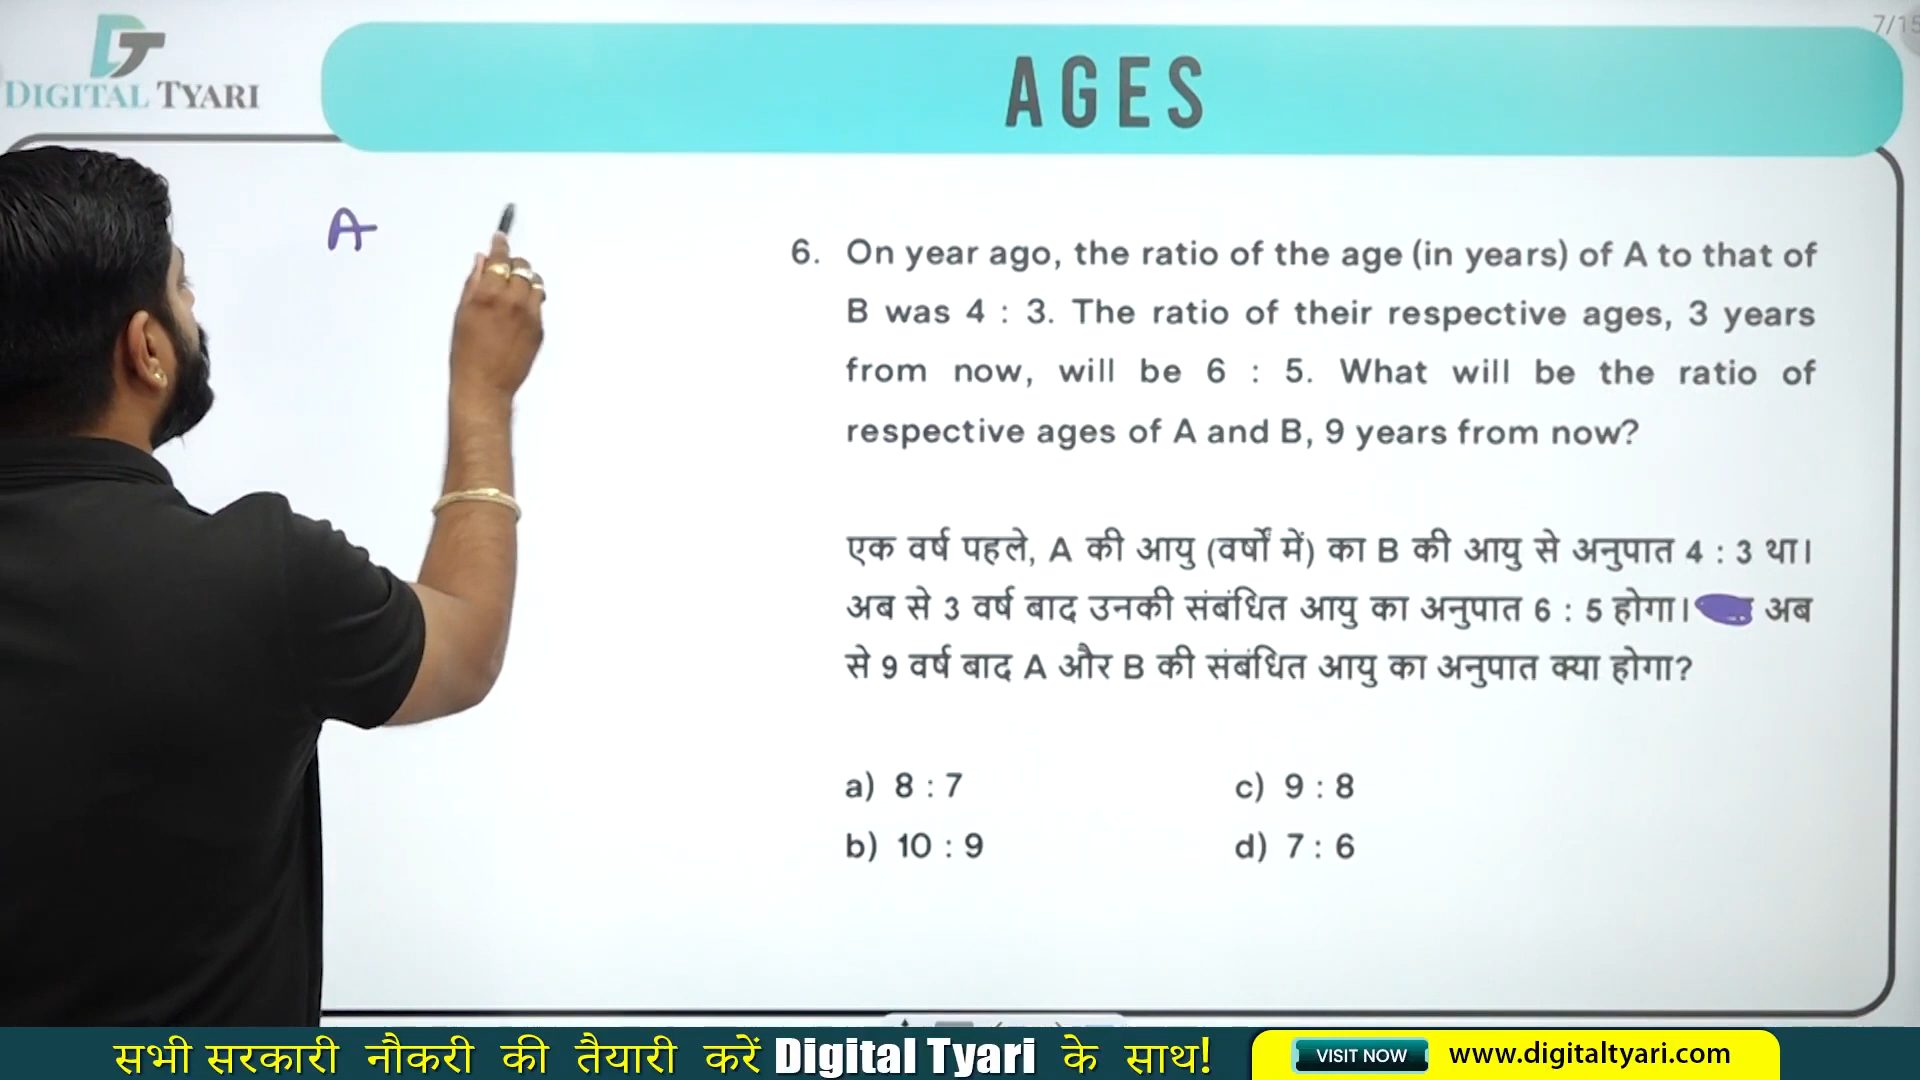 DT
DIGITAL TYARI
AGES
7/15
A
6. On year ago, the ratio of the age (in years) of A to that of
B was 4 : 3. The ratio of their respective ages, 3 years
from now, will be 6 : 5. What will be the ratio of
respective ages of A and B, 9 years from now?
एक वर्ष पहले, A की आयु (वर्षों में) का B की आयु से अनुपात 4 : 3 था।
अब से 3 वर्ष बाद उनकी संबंधित आयु का अनुपात 6 : 5 होगा। अब
से 9 वर्ष बाद A और B की संबंधित आयु का अनुपात क्या होगा?
a) 8 : 7 c) 9 : 8
b) 10 : 9 d) 7 : 6
सभी सरकारी नौकरी की तैयारी करें Digital Tyari के साथ!
VISIT NOW www.digitaltyari.com